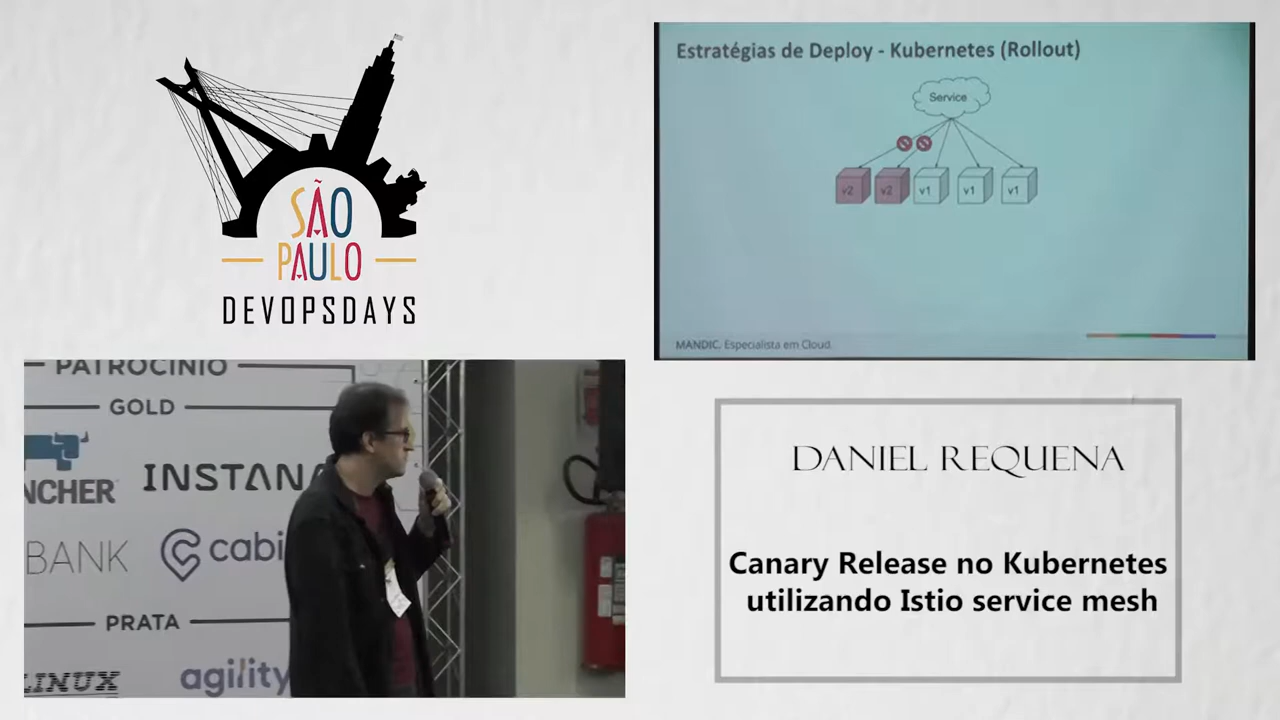 SÃO
PAULO
DEVOPSDAYS
Estratégias de Deploy - Kubernetes (Rollout)
Service
v2
v2
v1
v1
v1
MANDIC. Especialista em Cloud.
PATROCÍNIO
GOLD
NCHER
INSTANA
BANK
cabi
PRATA
LINUX
agility
DANIEL REQUENA
Canary Release no Kubernetes
utilizando Istio service mesh